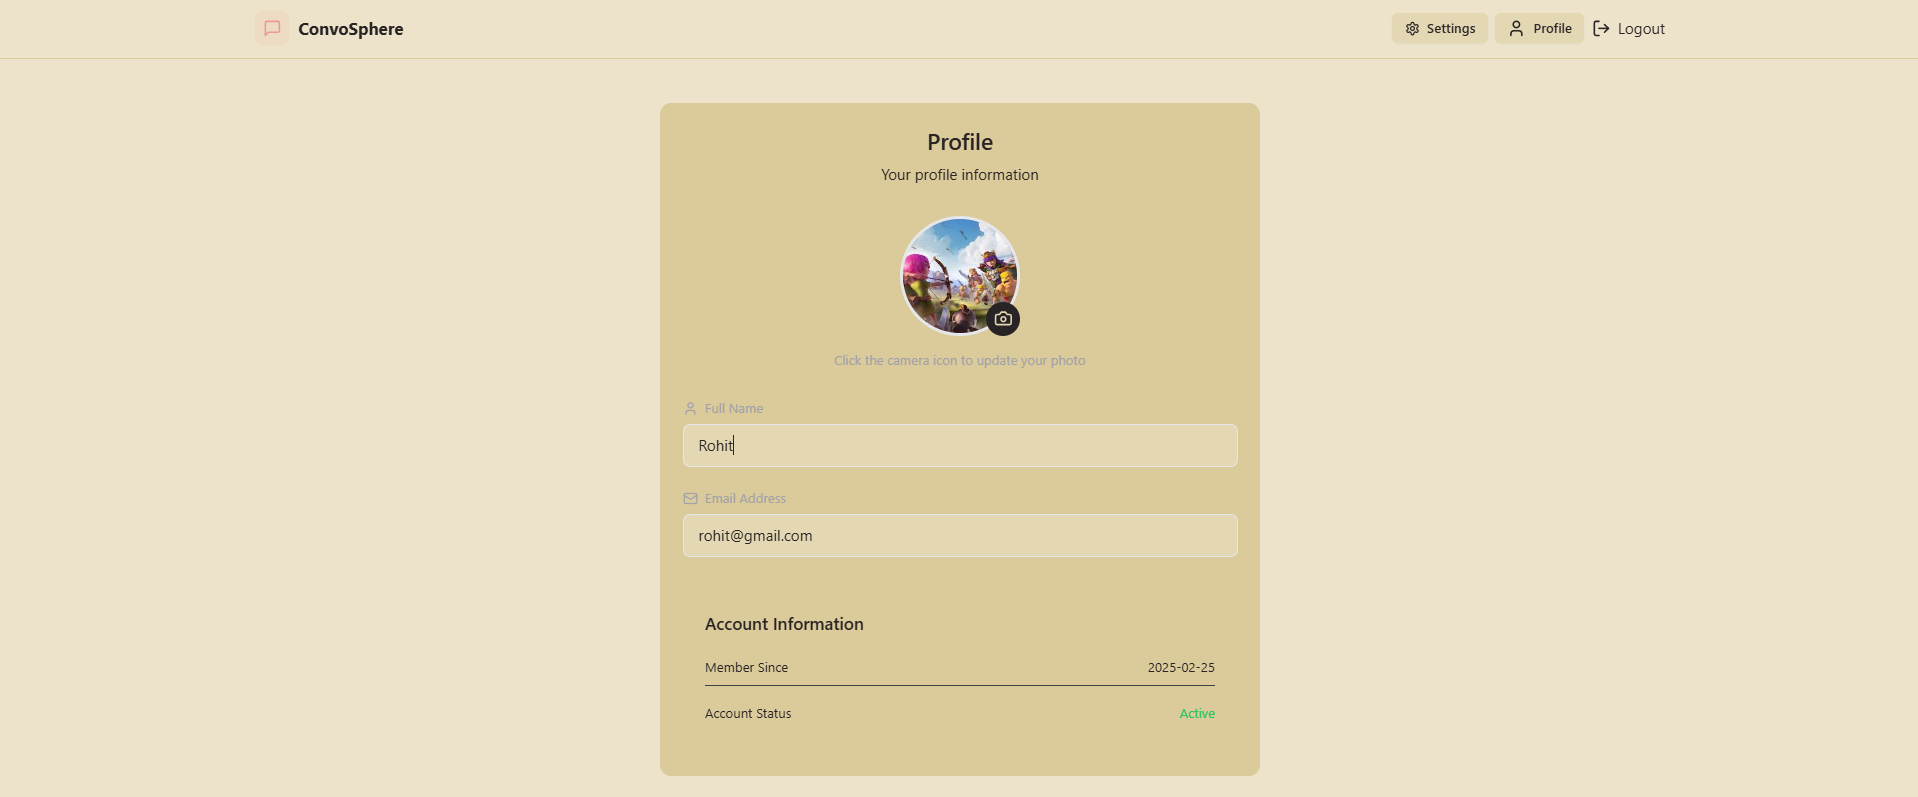 ConvoSphere
Settings
Profile
Logout
Profile
Your profile information
Click the camera icon to update your photo
Full Name
Rohit
Email Address
rohit@gmail.com
Account Information
Member Since 2025-02-25
Account Status Active